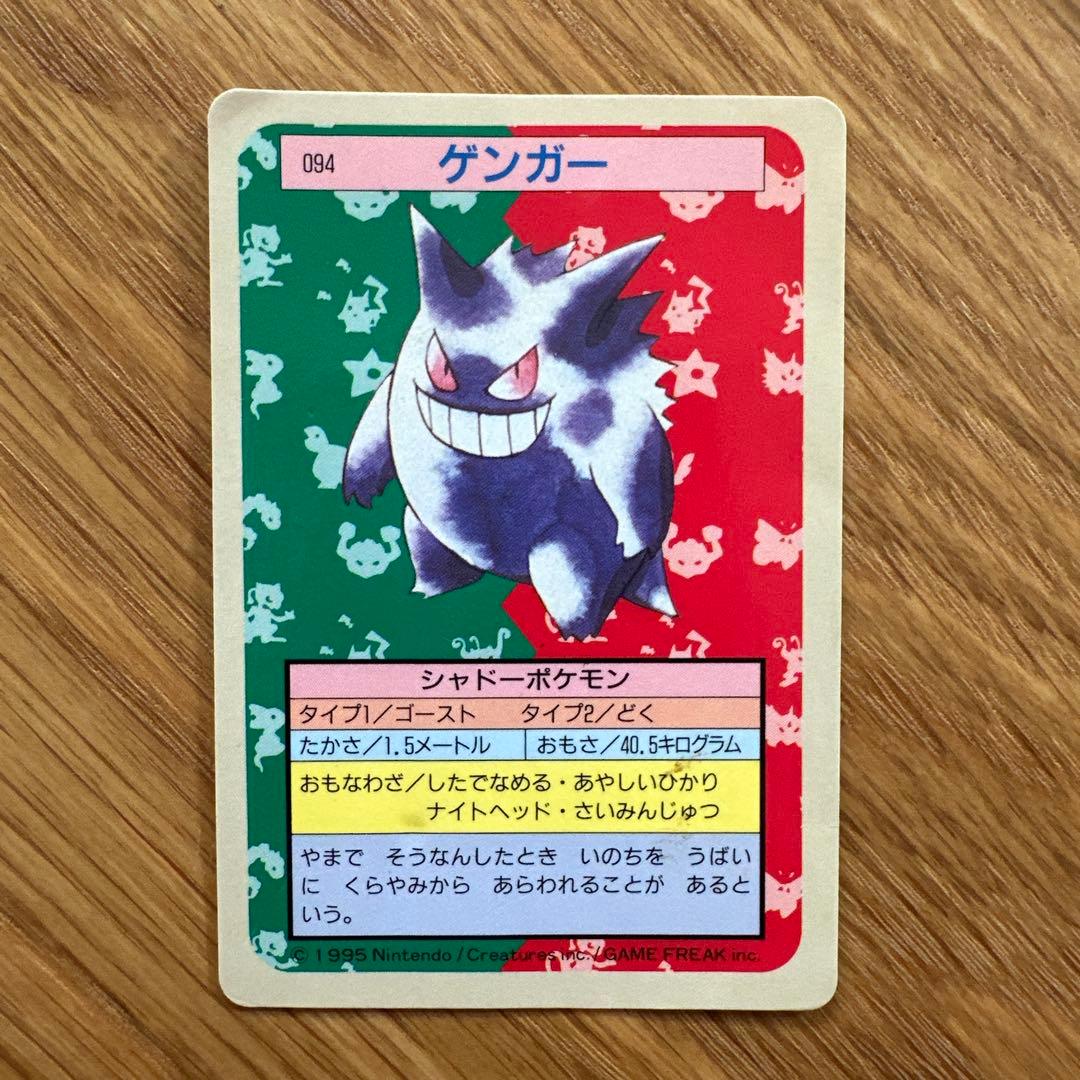 094 ゲンガー
シャドーポケモン
タイプ1／ゴースト　タイプ2／どく
たかさ／1.5メートル　おもさ／40.5キログラム
おもなわざ／したでなめる・あやしいひかり
ナイトヘッド・さいみんじゅつ
やまで　そうなんしたとき　いのちを　うばい
に　くらやみから　あらわれることが　あると
いう。
© 1995 Nintendo / Creatures inc. / GAME FREAK inc.